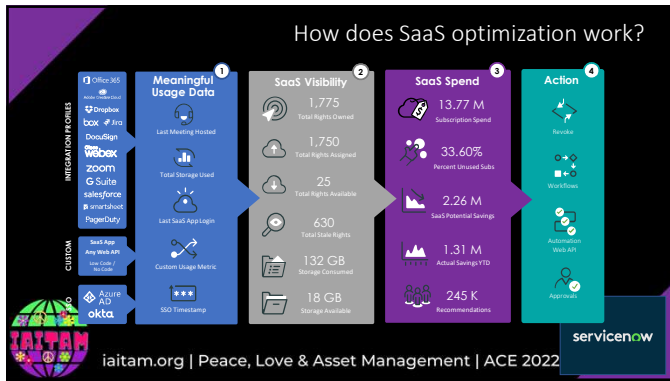 How does SaaS optimization work?
INTEGRATION PROFILES
Office 365
Adobe Creative Cloud
Dropbox
box Jira
DocuSign
Cisco
webex
zoom
G Suite
salesforce
smartsheet
PagerDuty
CUSTOM
SaaS App
Any Web API
Low Code /
No Code
Azure
AD
okta
Meaningful
Usage Data
1
Last Meeting Hosted
Total Storage Used
Last SaaS App Login
Custom Usage Metric
***
SSO Timestamp
SaaS Visibility
2
1,775
Total Rights Owned
1,750
Total Rights Assigned
25
Total Rights Available
630
Total Stale Rights
132 GB
Storage Consumed
18 GB
Storage Available
SaaS Spend
3
$
13.77 M
Subscription Spend
33.60%
Percent Unused Subs
2.26 M
SaaS Potential Savings
1.31 M
Actual Savings YTD
245 K
Recommendations
Action
4
Revoke
Workflows
Automation
Web API
Approvals
IAITAM
iaitam.org | Peace, Love & Asset Management | ACE 2022
servicenow